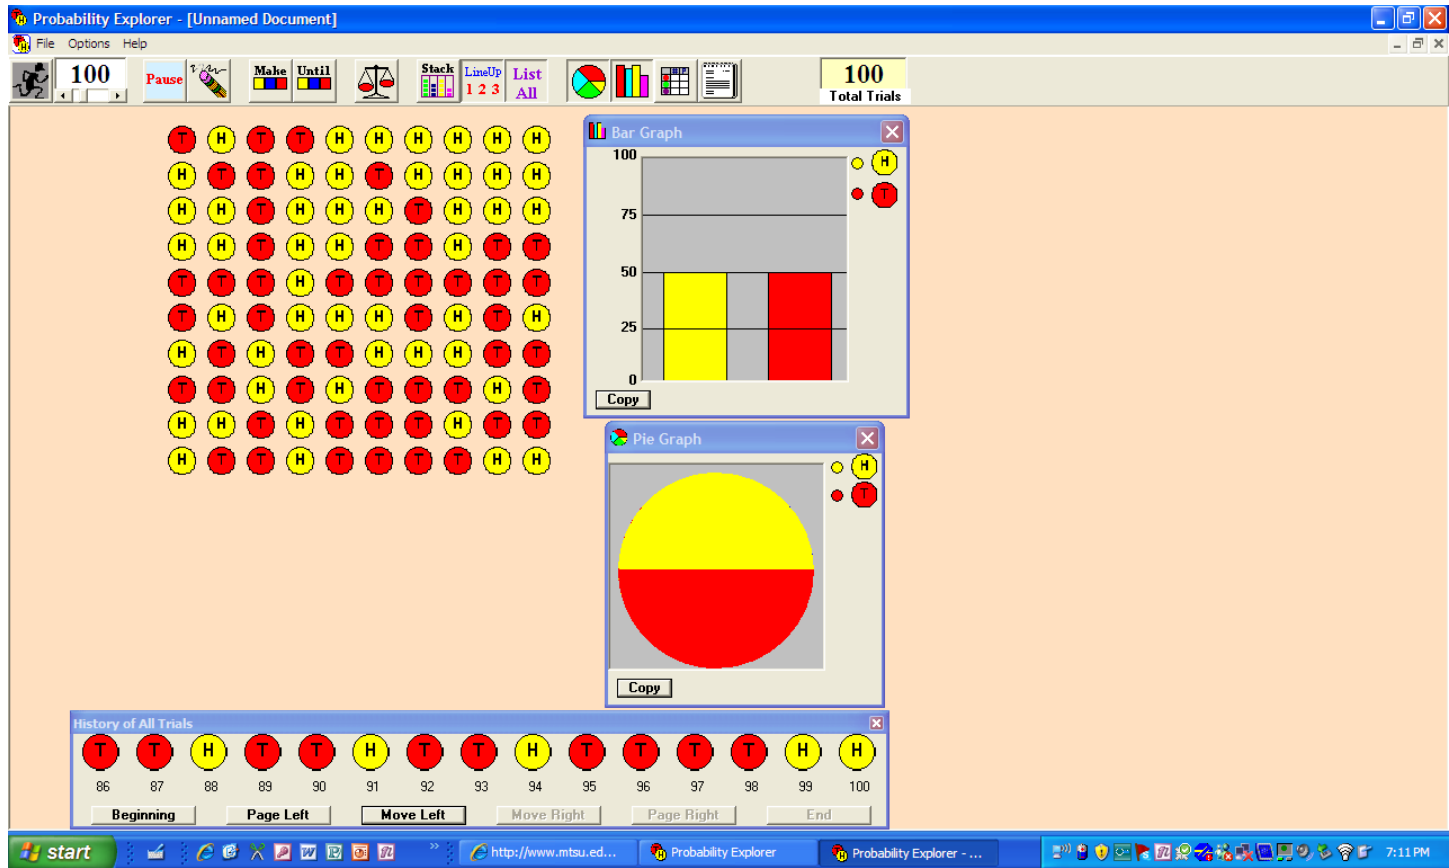 Probability Explorer - [Unnamed Document]
File Options Help
100 Pause Make Until Stack LineUp 1 2 3 List All 100 Total Trials
T H T T H H H H H H
H T T H H T H H H H
H H T H H H T H H H
H H T H H T T H T T
T T T H T T T T T T
T H T H H H T H T H
H T H T T H H H T T
T T H T H T T T H T
H H T H T T T H T T
H T T H T T T T H H
Bar Graph
100
75
50
25
0
H
T
Copy
Pie Graph
H
T
Copy
History of All Trials
T T H T T H T T H T T T T H H
86 87 88 89 90 91 92 93 94 95 96 97 98 99 100
Beginning Page Left Move Left Move Right Page Right End
start http://www.mtsu.ed... Probability Explorer Probability Explorer - ... 7:11 PM